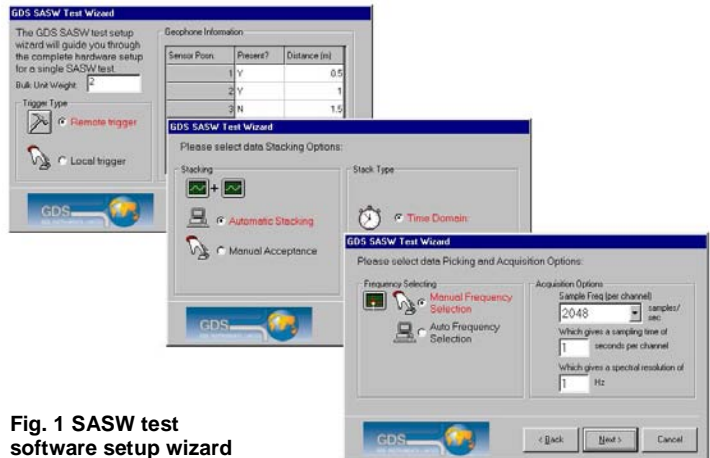 GDS SASW Test Wizard
The GDS SASW test setup
wizard will guide you through
the complete hardware setup
for a single SASW test.
Bulk Unit Weight: 2
Trigger Type
Remote trigger
Local trigger
GDS
Geophone Information
Sensor Posn. Present? Distance (m)
1 Y 0.5
2 Y 1
3 N 1.5
GDS SASW Test Wizard
Please select data Stacking Options:
Stacking
+
Automatic Stacking
Manual Acceptance
Stack Type
Time Domain
GDS
GDS SASW Test Wizard
Please select data Picking and Acquisition Options:
Frequency Selecting
Manual Frequency
Selection
Auto Frequency
Selection
Acquisition Options
Sample Freq (per channel)
2048 samples/
sec
Which gives a sampling time of
1 seconds per channel
Which gives a spectral resolution of
1 Hz
GDS
< Back Next > Cancel
Fig. 1 SASW test
software setup wizard